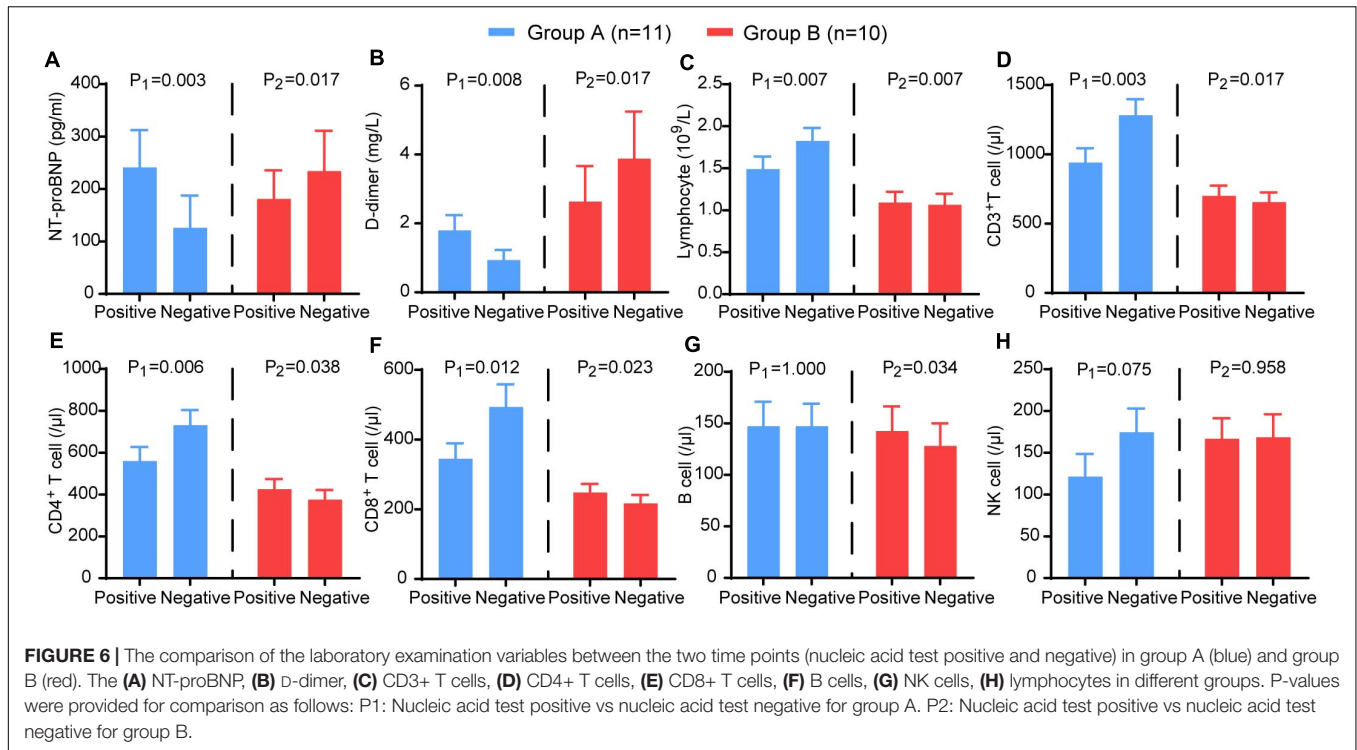 Group A (n=11) Group B (n=10)
A
P1=0.003 P2=0.017
NT-proBNP (pg/ml)
400
300
200
100
0
Positive Negative Positive Negative
B
P1=0.008 P2=0.017
D-dimer (mg/L)
6
4
2
0
Positive Negative Positive Negative
C
P1=0.007 P2=0.007
Lymphocyte (10^9/L)
2.5
2.0
1.5
1.0
0.5
0.0
Positive Negative Positive Negative
D
P1=0.003 P2=0.017
CD3+T cell (/μl)
1500
1000
500
0
Positive Negative Positive Negative
E
P1=0.006 P2=0.038
CD4+ T cell (/μl)
1000
800
600
400
400
0
Positive Negative Positive Negative
F
P1=0.012 P2=0.023
CD8+ T cell (/μl)
600
400
200
0
Positive Negative Positive Negative
G
P1=1.000 P2=0.034
B cell (/μl)
200
150
100
50
0
Positive Negative Positive Negative
H
P1=0.075 P2=0.958
NK cell (/μl)
250
200
150
100
50
0
Positive Negative Positive Negative
FIGURE 6 | The comparison of the laboratory examination variables between the two time points (nucleic acid test positive and negative) in group A (blue) and group
B (red). The (A) NT-proBNP, (B) D-dimer, (C) CD3+ T cells, (D) CD4+ T cells, (E) CD8+ T cells, (F) B cells, (G) NK cells, (H) lymphocytes in different groups. P-values
were provided for comparison as follows: P1: Nucleic acid test positive vs nucleic acid test negative for group A. P2: Nucleic acid test positive vs nucleic acid test
negative for group B.